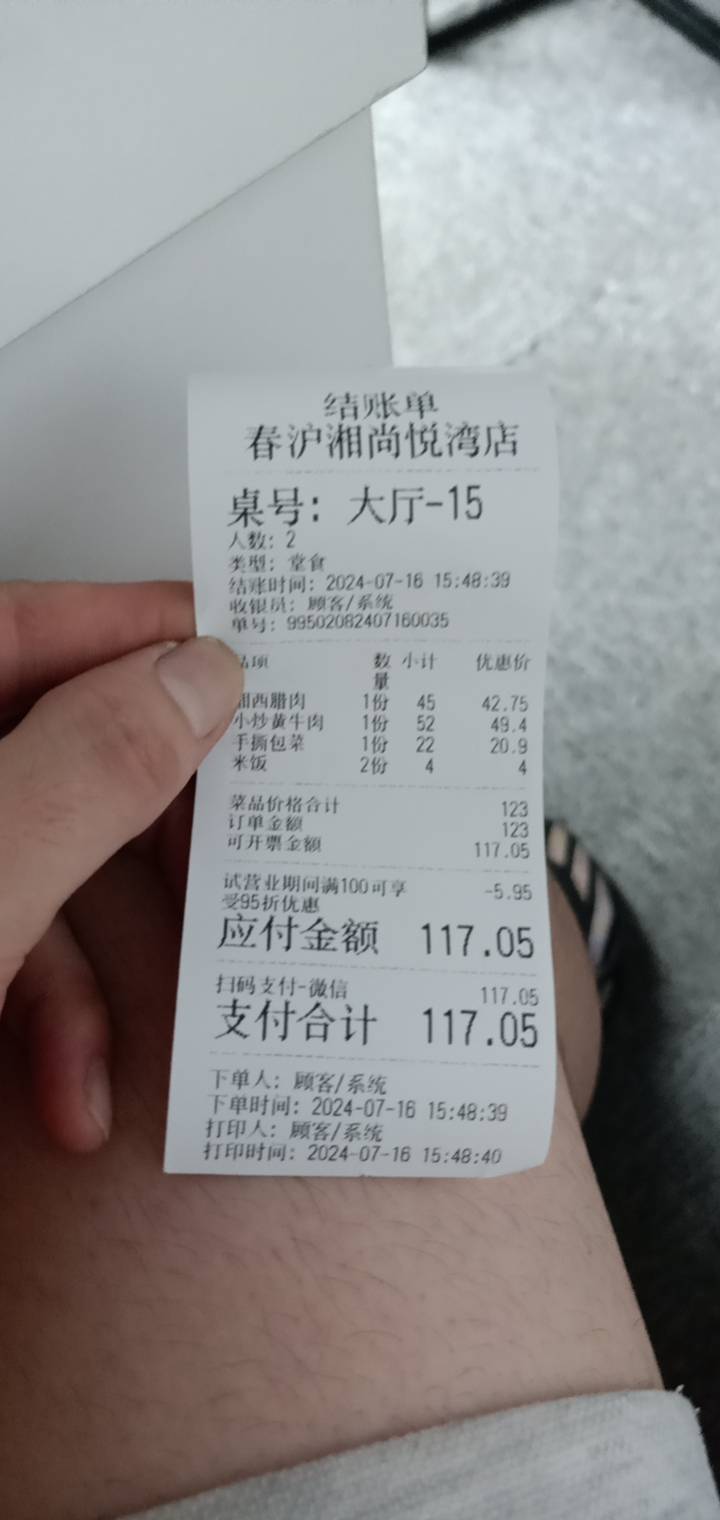 结账单
春沪湘尚悦湾店
桌号: 大厅-15
人数: 2
类型: 堂食
结账时间: 2024-07-16 15:48:39
收银员: 顾客/系统
单号: 99502082407160035
品项 数量 小计 优惠价
湘西腊肉 1份 45 42.75
小炒黄牛肉 1份 52 49.4
手撕包菜 1份 22 20.9
米饭 2份 4 4
菜品价格合计 123
订单金额 123
可开票金额 117.05
试营业期间满100可享 -5.95
受95折优惠
应付金额 117.05
扫码支付-微信 117.05
支付合计 117.05
下单人: 顾客/系统
下单时间: 2024-07-16 15:48:39
打印人: 顾客/系统
打印时间: 2024-07-16 15:48:40